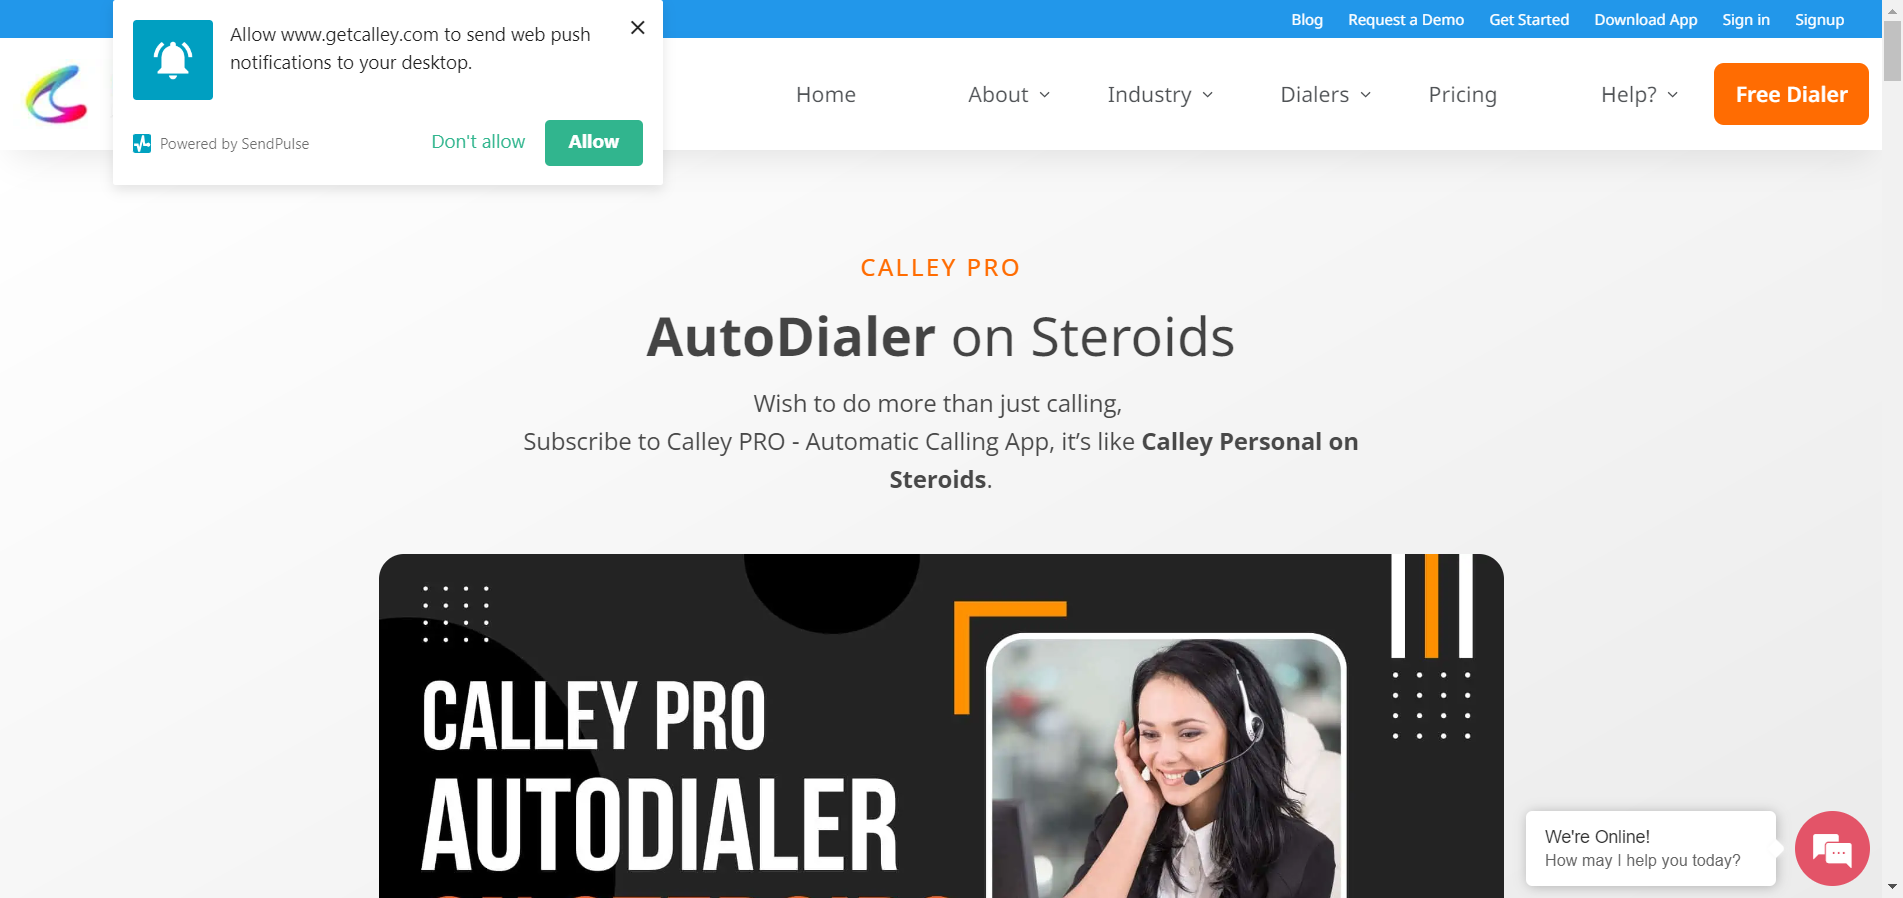 Blog Request a Demo Get Started Download App Sign in Signup
Allow www.getcalley.com to send web push
notifications to your desktop.
Powered by SendPulse
Don't allow
Allow
Home About Industry Dialers Pricing Help? Free Dialer
CALLEY PRO
AutoDialer on Steroids
Wish to do more than just calling,
Subscribe to Calley PRO - Automatic Calling App, it’s like Calley Personal on
Steroids.
CALLEY PRO
AUTODIALER
ON STEROIDS
We're Online!
How may I help you today?